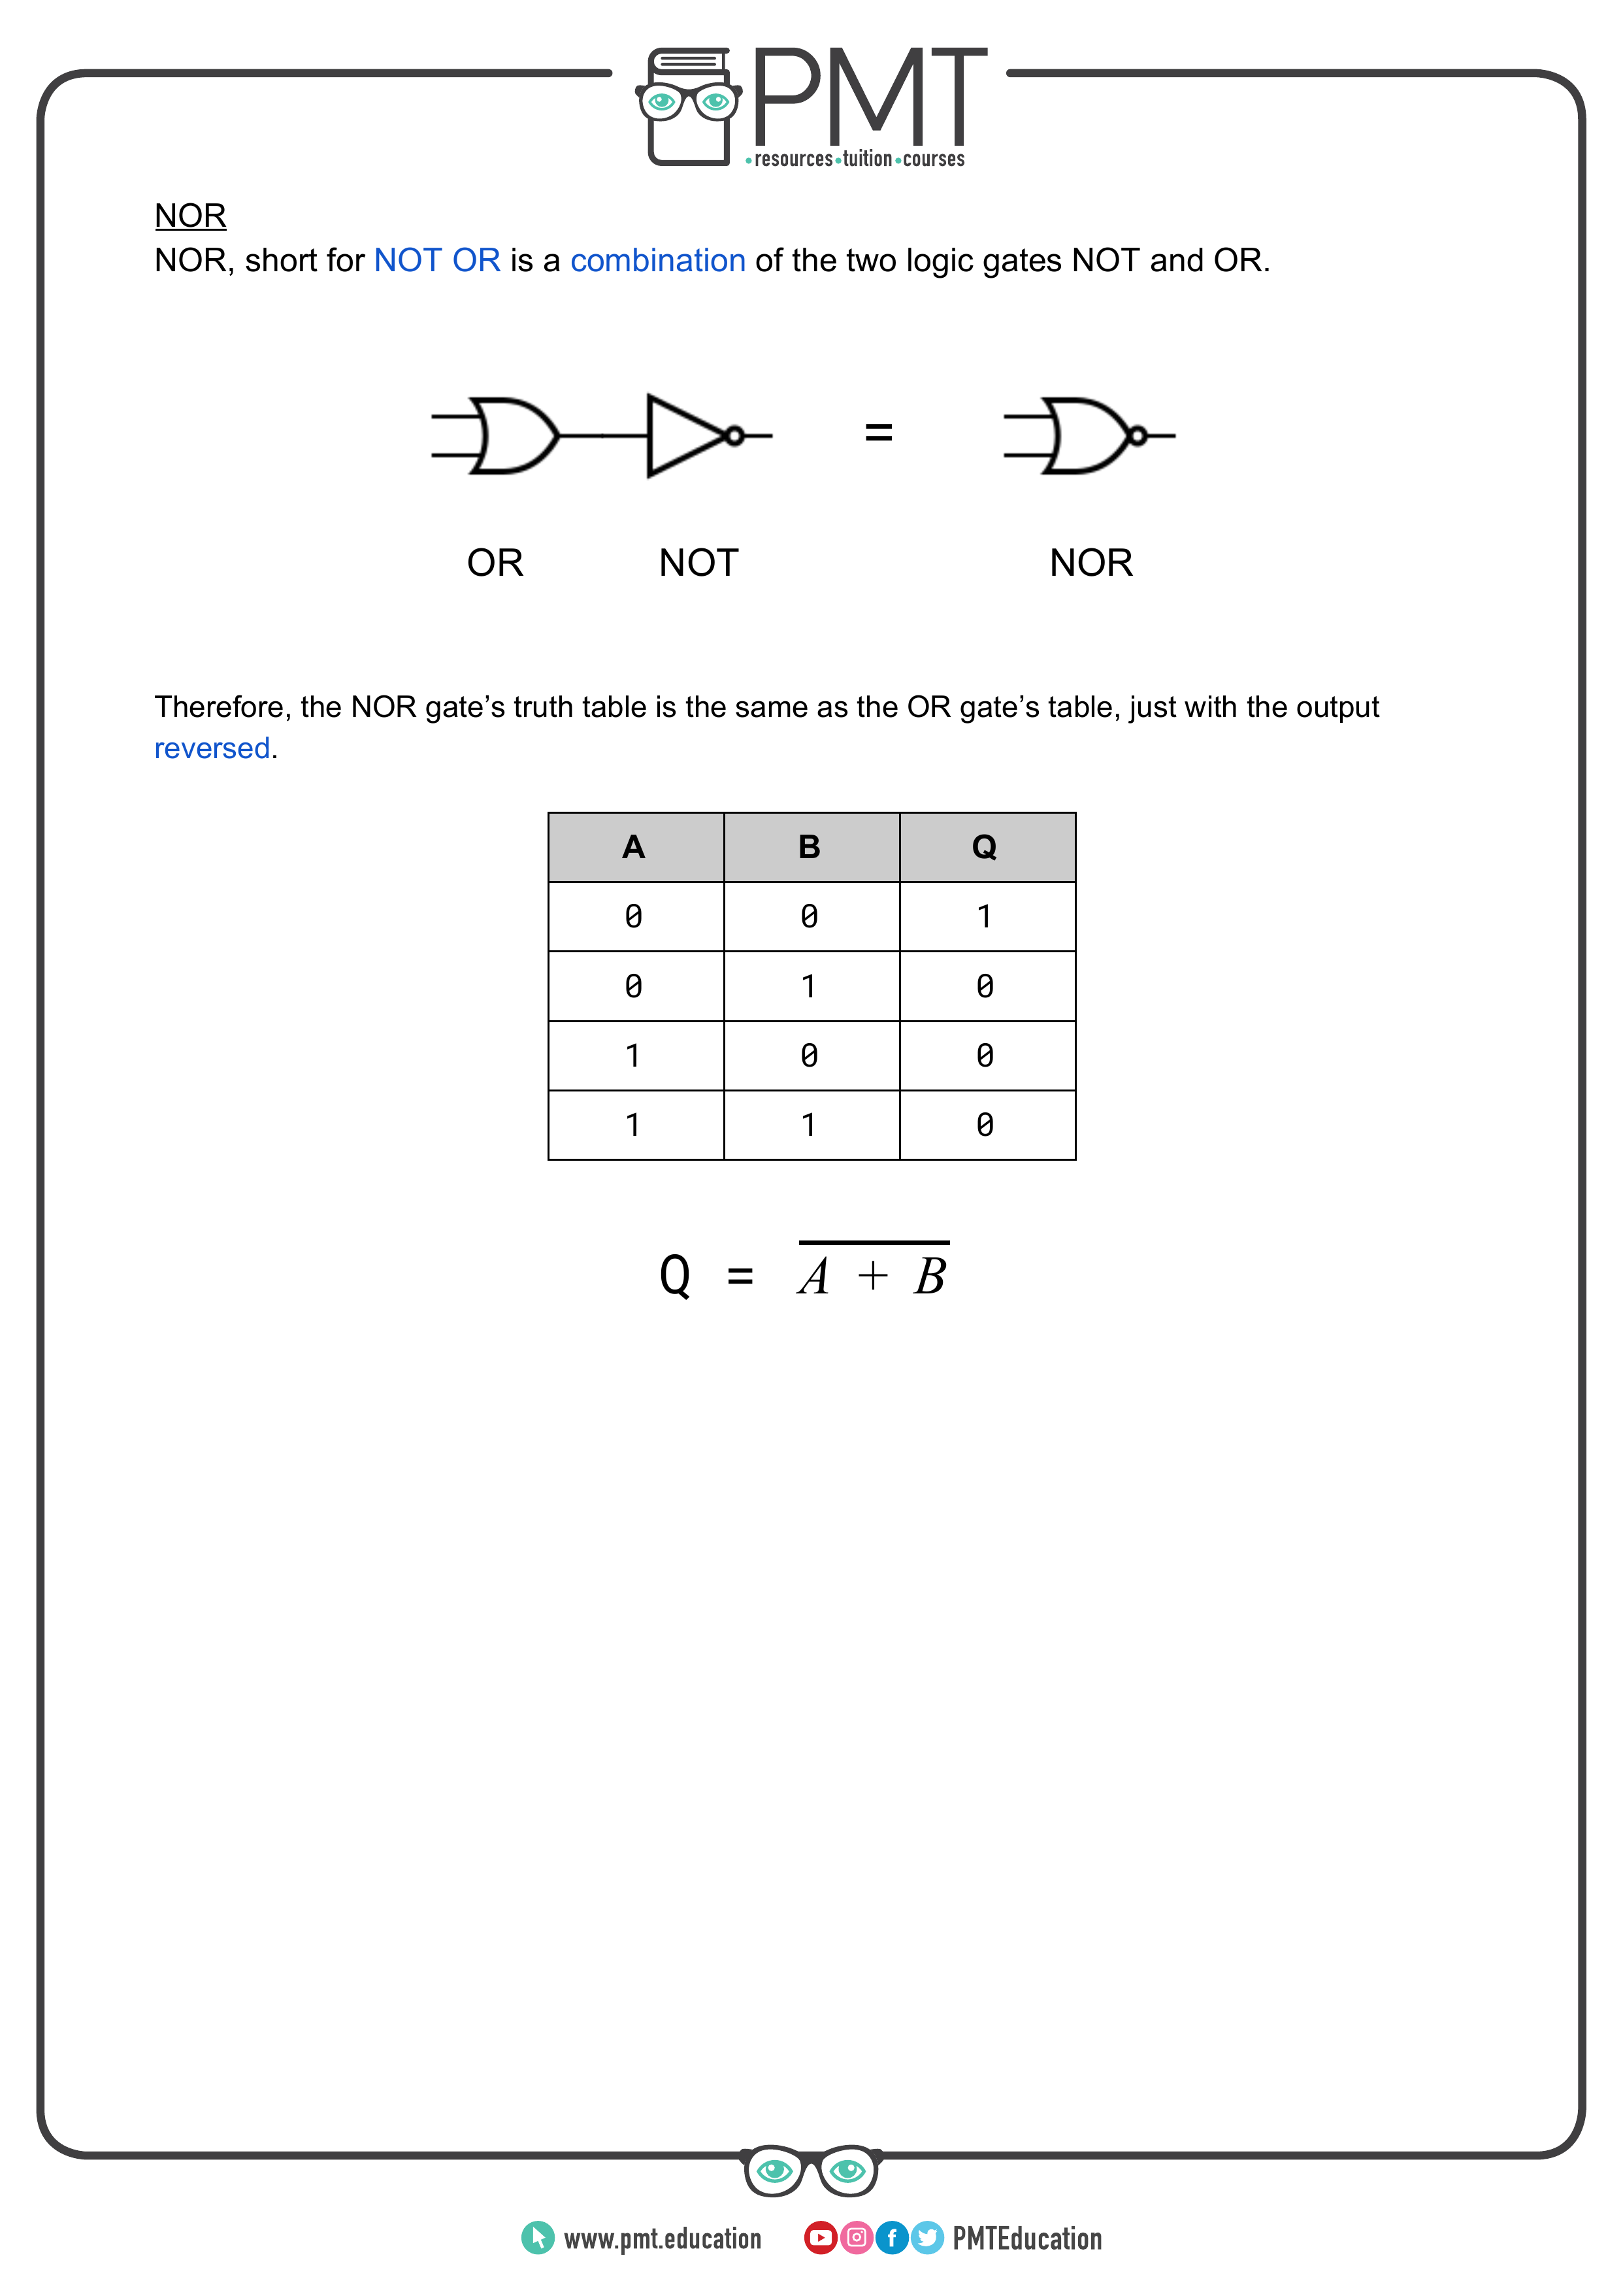 PMT
•resources•tuition•courses
NOR
NOR, short for NOT OR is a combination of the two logic gates NOT and OR.
=
OR NOT NOR
Therefore, the NOR gate’s truth table is the same as the OR gate’s table, just with the output
reversed.
A B Q
0 0 1
0 1 0
1 0 0
1 1 0
Q = \overline{A + B}
www.pmt.education PMTEducation